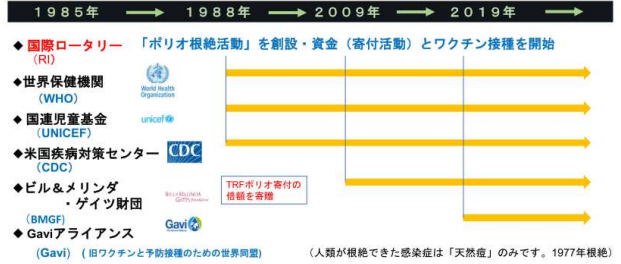 １９８５年 １９８８年 ２００９年 ２０１９年
◆ 国際ロータリー 「ポリオ根絶活動」を創設・資金（寄付活動）とワクチン接種を開始
（RI）
◆世界保健機関
（WHO）
World Health
Organization
◆ 国連児童基金
（UNICEF）
unicef
◆米国疾病対策センター
（CDC）
CDC
◆ビル＆メリンダ
・ゲイツ財団
（BMGF）
BILL&MELINDA
GATES foundation
TRFポリオ寄付の
倍額を寄贈
◆ Gaviアライアンス
Gavi
（Gavi）（旧ワクチンと予防接種のための世界同盟）
（人類が根絶できた感染症は「天然痘」のみです。1977年根絶）